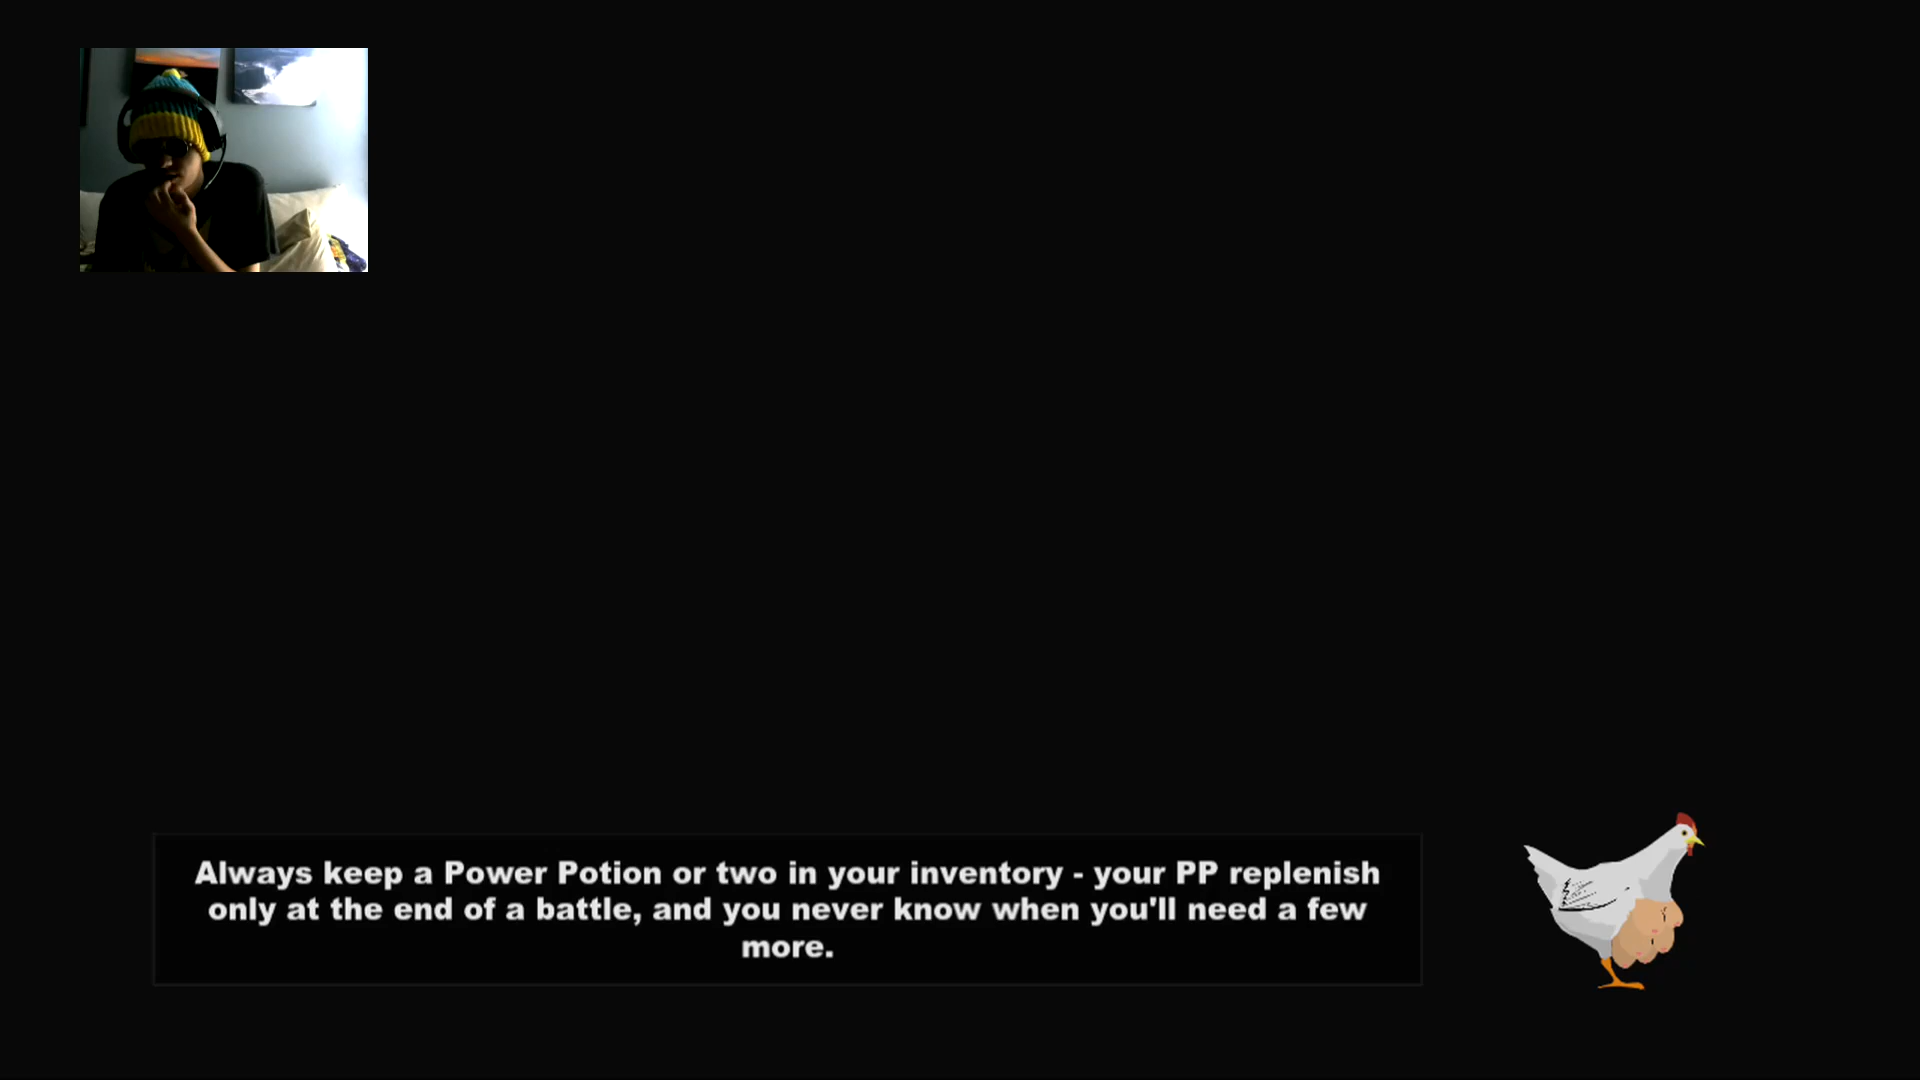 Always keep a Power Potion or two in your inventory - your PP replenish
only at the end of a battle, and you never know when you'll need a few
more.